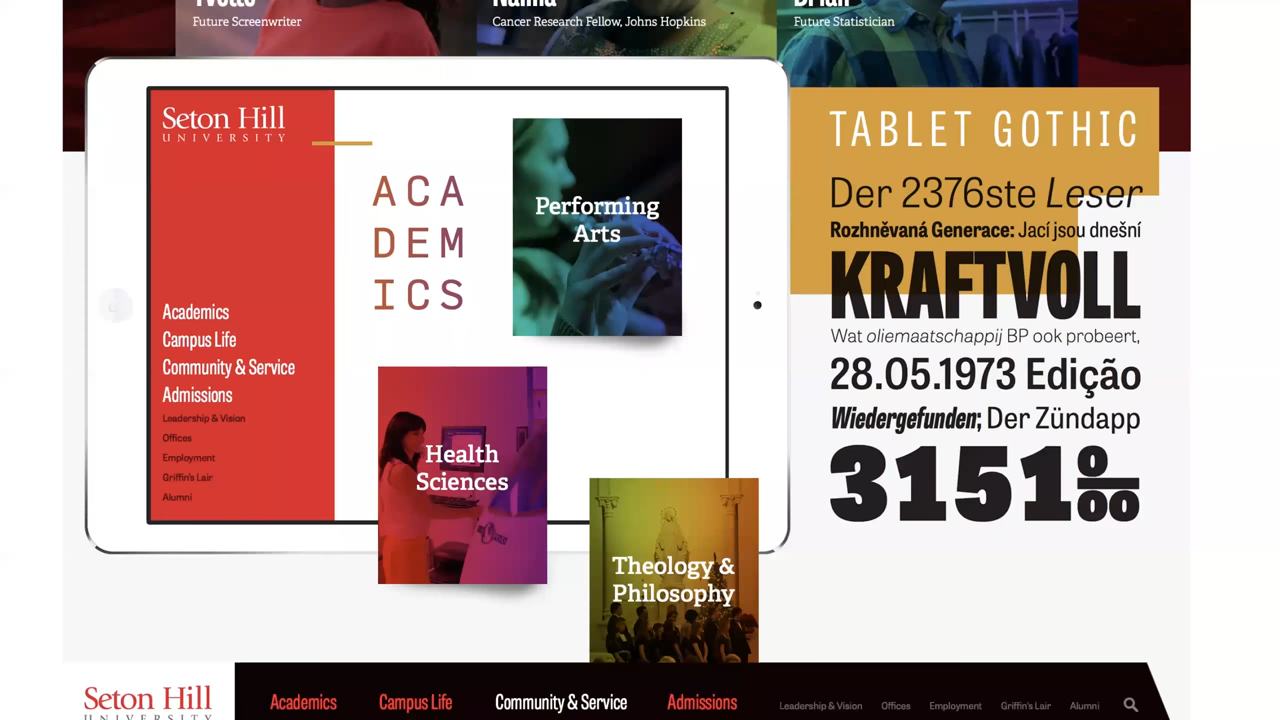 Yvette
Future Screenwriter
Cancer Research Fellow, Johns Hopkins
Brian
Future Statistician
Seton Hill
UNIVERSITY
ACA
DEM
ICS
Performing
Arts
Academics
Campus Life
Community & Service
Admissions
Leadership & Vision
Offices
Employment
Griffin's Lair
Alumni
Health
Sciences
Theology &
Philosophy
TABLET GOTHIC
Der 2376ste Leser
Rozhněvaná Generace: Jací jsou dnešní
KRAFTVOLL
Wat oliemaatschappij BP ook probeert,
28.05.1973 Edição
Wiedergefunden; Der Zündapp
3151‰
Seton Hill
UNIVERSITY
Academics Campus Life Community & Service Admissions Leadership & Vision Offices Employment Griffin's Lair Alumni